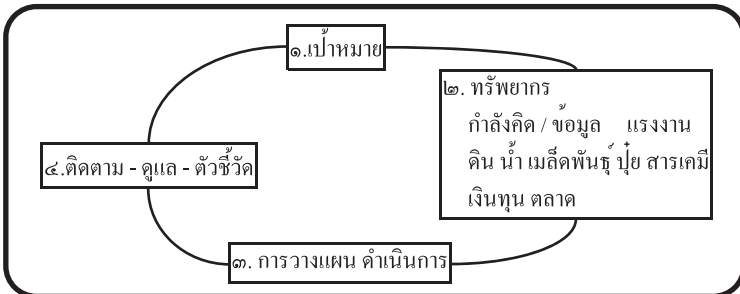 ๑.เป้าหมาย
๒. ทรัพยากร
กำลังคิด / ข้อมูล แรงงาน
ดิน น้ำ เมล็ดพันธุ์ ปุ๋ย สารเคมี
เงินทุน ตลาด
๓. การวางแผน ดำเนินการ
๔.ติดตาม - ดูแล - ตัวชี้วัด